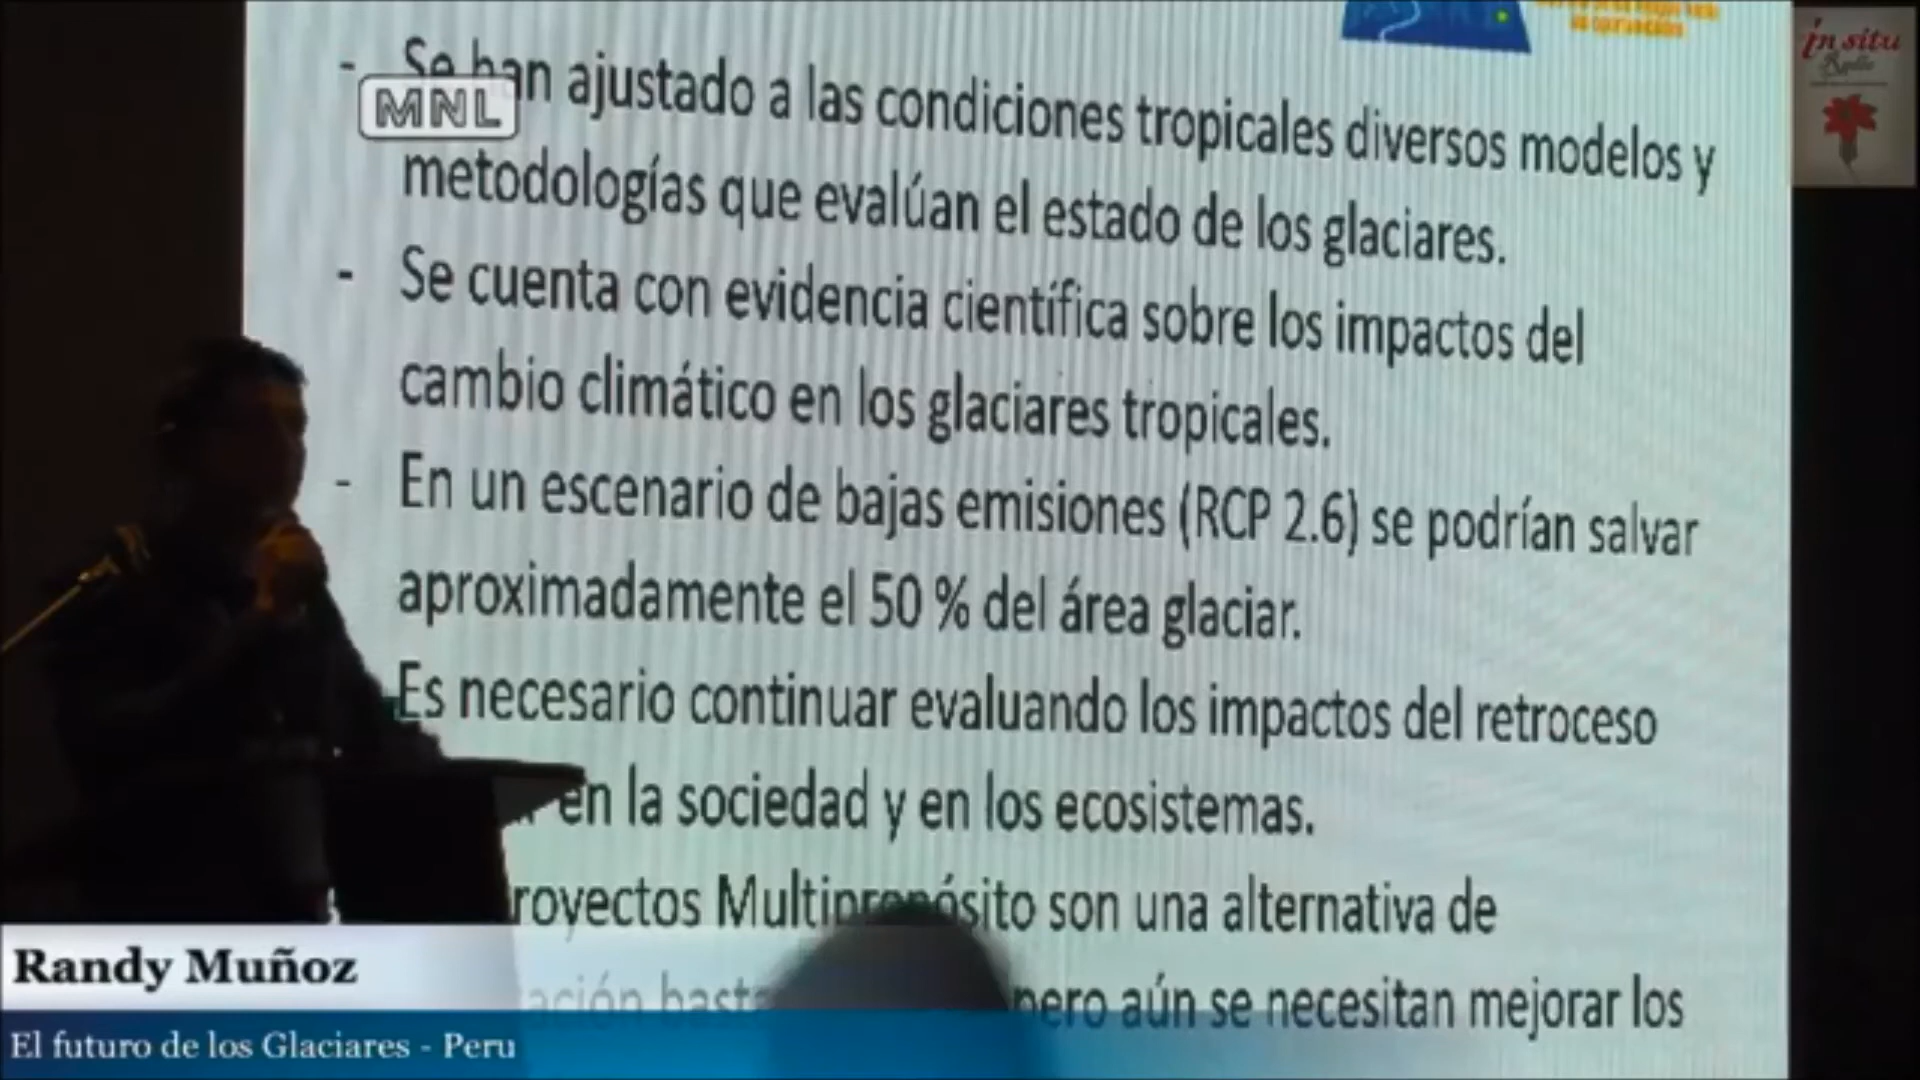 - Se han ajustado a las condiciones tropicales diversos modelos y
MNL
metodologías que evalúan el estado de los glaciares.
- Se cuenta con evidencia científica sobre los impactos del
cambio climático en los glaciares tropicales.
- En un escenario de bajas emisiones (RCP 2.6) se podrían salvar
aproximadamente el 50 % del área glaciar.
Es necesario continuar evaluando los impactos del retroceso
en la sociedad y en los ecosistemas.
royectos Multipropósito son una alternativa de
pero aún se necesitan mejorar los
in situ
Radio
Randy Muñoz
El futuro de los Glaciares - Peru